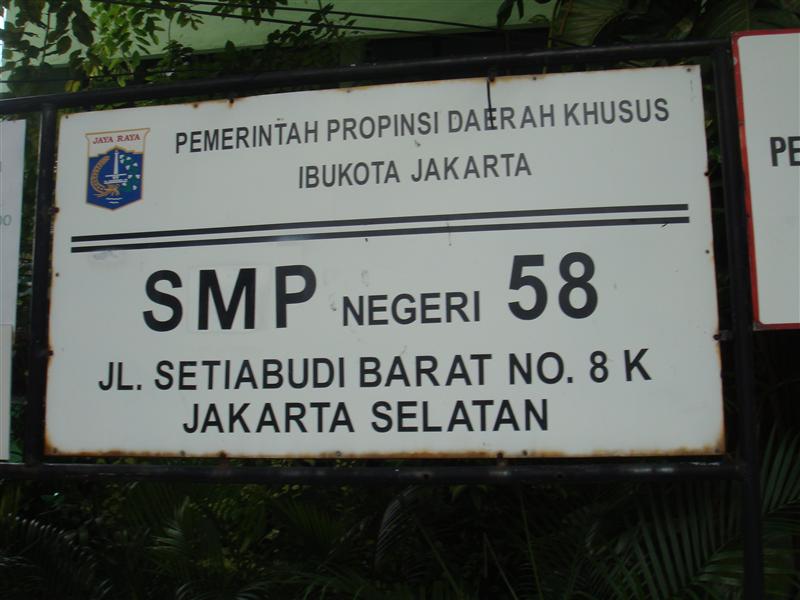 JAYA RAYA
PEMERINTAH PROPINSI DAERAH KHUSUS
IBUKOTA JAKARTA
SMP NEGERI 58
JL. SETIABUDI BARAT NO. 8 K
JAKARTA SELATAN
PE